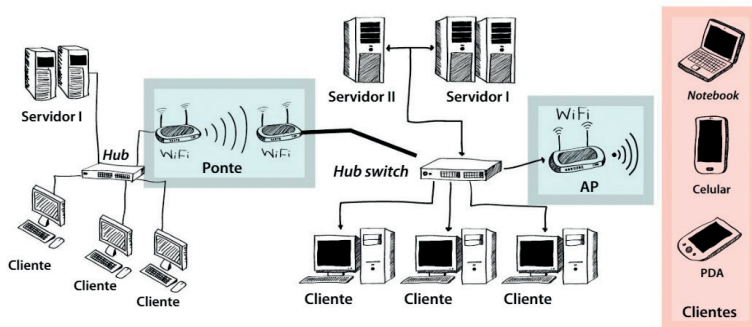 Servidor I
Hub
WiFi
WiFi
Ponte
Cliente
Cliente
Cliente
Servidor II
Servidor I
Hub switch
WiFi
AP
Cliente
Cliente
Cliente
Notebook
Celular
PDA
Clientes